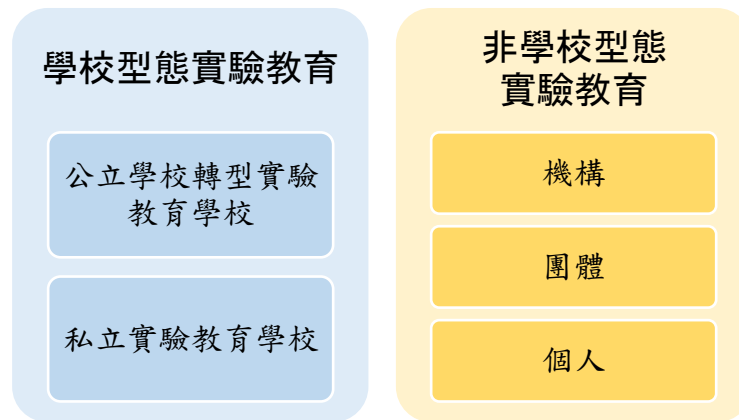 學校型態實驗教育
公立學校轉型實驗
教育學校
私立實驗教育學校
非學校型態
實驗教育
機構
團體
個人